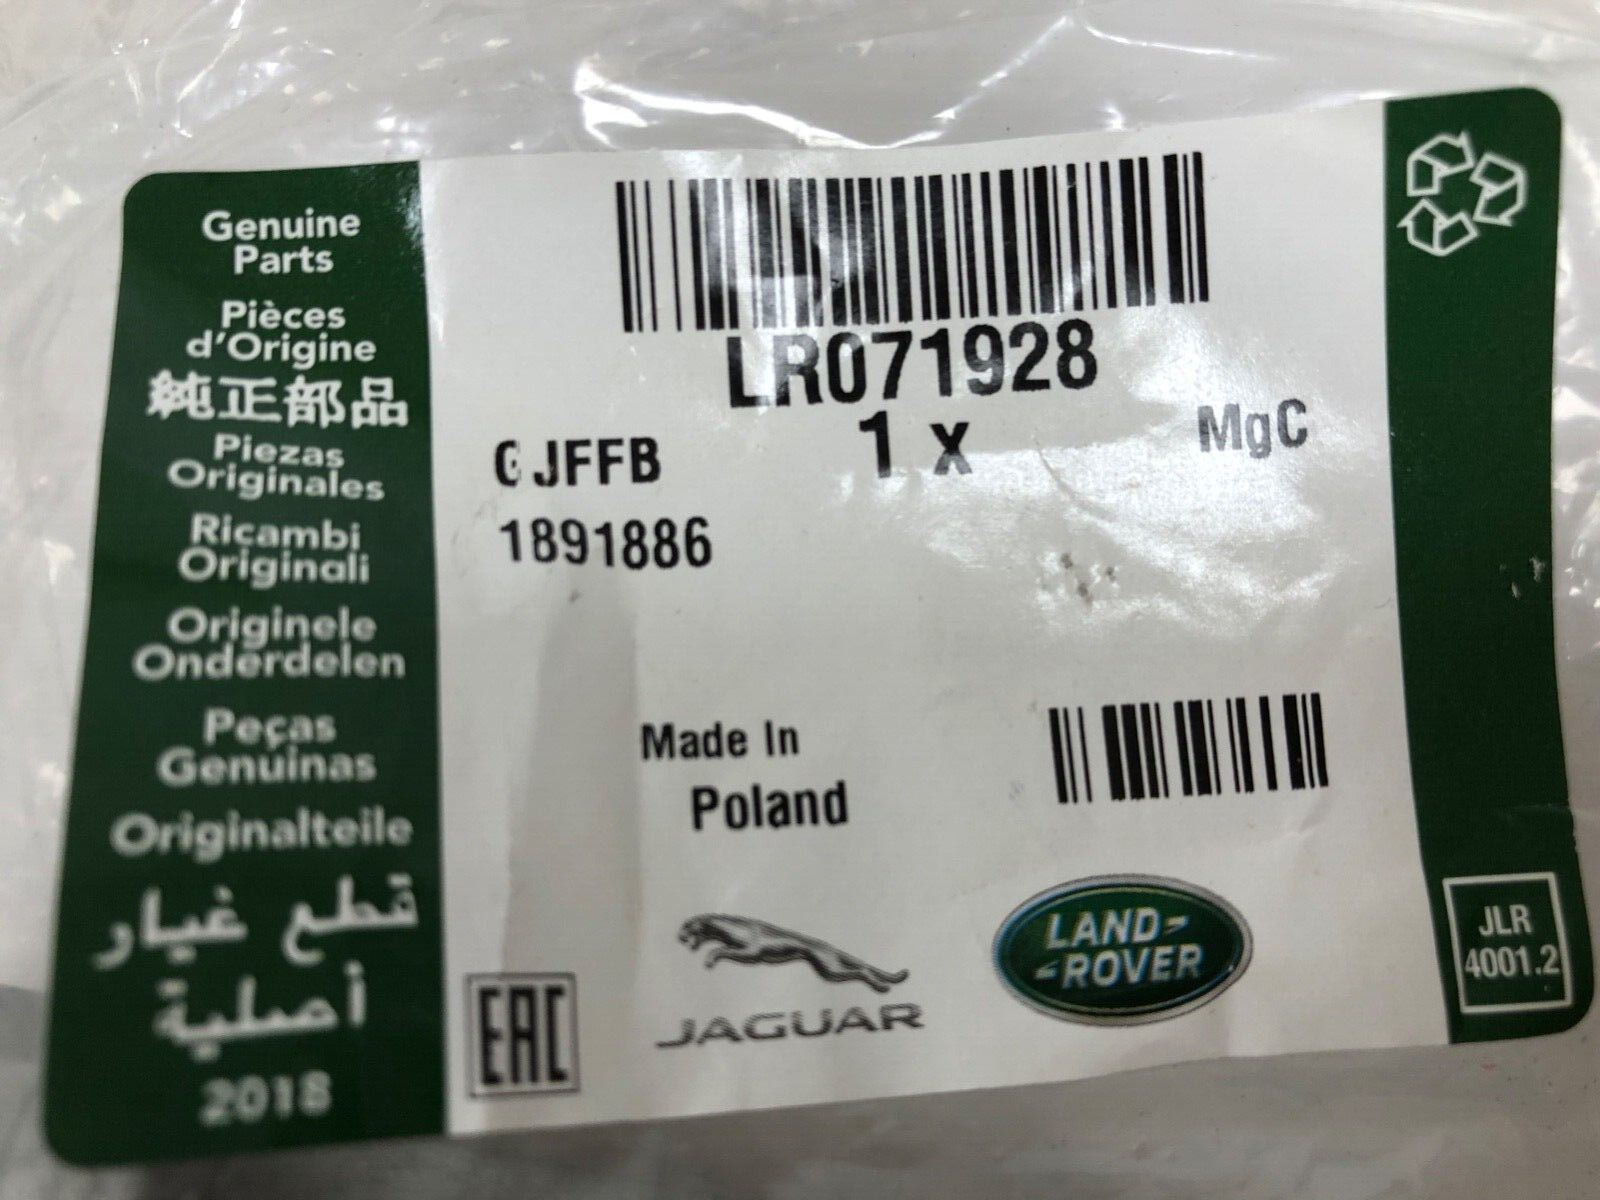 Genuine
Parts
Pièces
d'Origine
純正部品
Piezas
Originales
Ricambi
Originali
Originele
Onderdelen
Peças
Genuinas
Originalteile
قطع غيار
أصلية
2018
LR071928
1 x
MgC
JFFB
1891886
Made In
Poland
EAC
JAGUAR
LAND
ROVER
JLR
4001.2